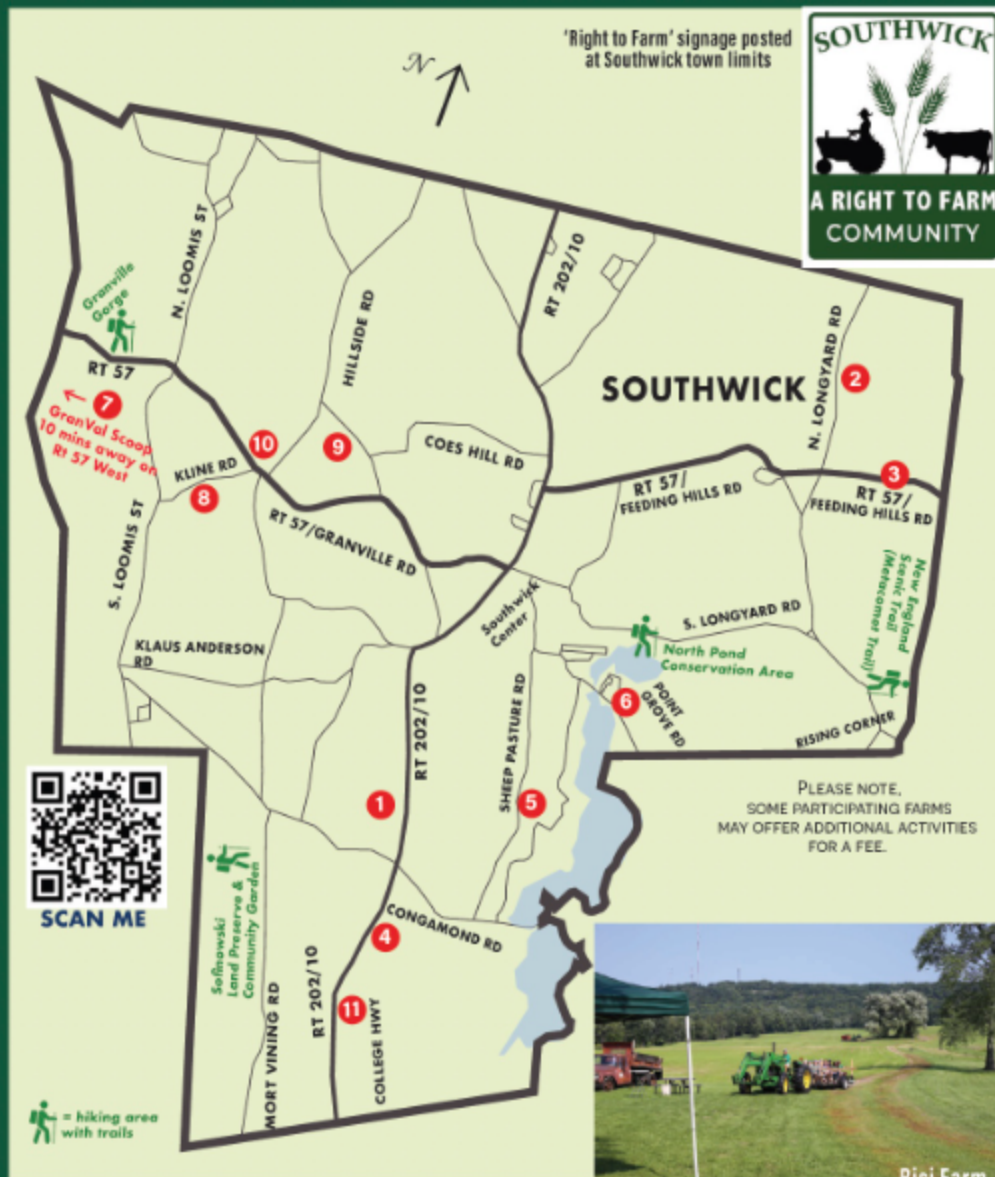 'Right to Farm' signage posted
at Southwick town limits
N
SOUTHWICK
A RIGHT TO FARM
COMMUNITY
Granville
Gorge
N. LOOMIS ST
HILLSIDE RD
RT 202/10
N. LONGYARD RD
SOUTHWICK
2
RT 57
7
GranVal Scoop
10 mins away on
Rt 57 West
10
9
COES HILL RD
KLINE RD
8
RT 57/
FEEDING HILLS RD
3
RT 57/
FEEDING HILLS RD
RT 57/GRANVILLE RD
S. LOOMIS ST
Southwick
Center
S. LONGYARD RD
New England
Scenic Trail
(Metacomet Trail)
KLAUS ANDERSON
RD
North Pond
Conservation Area
RT 202/10
SHEEP PASTURE RD
6
POINT
GROVE RD
RISING CORNER
1
5
PLEASE NOTE,
SOME PARTICIPATING FARMS
MAY OFFER ADDITIONAL ACTIVITIES
FOR A FEE.
SCAN ME
Sofinowski
Land Preserve &
Community Garden
CONGAMOND RD
4
RT 202/10
11
COLLEGE HWY
MORT VINING RD
= hiking area
with trails